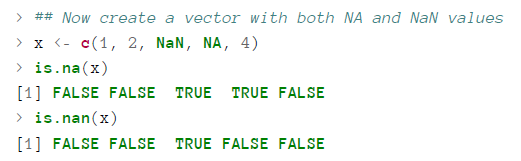 > ## Now create a vector with both NA and NaN values
> x <- c(1, 2, NaN, NA, 4)
> is.na(x)
[1] FALSE FALSE  TRUE  TRUE FALSE
> is.nan(x)
[1] FALSE FALSE  TRUE FALSE FALSE